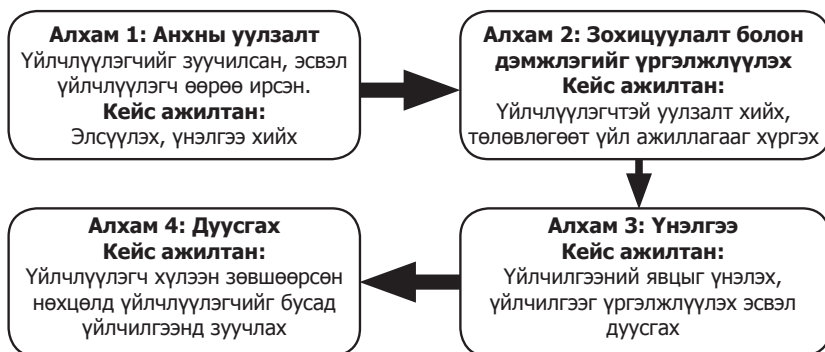 Алхам 1: Анхны уулзалт
Үйлчлүүлэгчийг зуучилсан, эсвэл
үйлчлүүлэгч өөрөө ирсэн.
Кейс ажилтан:
Элсүүлэх, үнэлгээ хийх
Алхам 2: Зохицуулалт болон
дэмжлэгийг үргэлжлүүлэх
Кейс ажилтан:
Үйлчлүүлэгчтэй уулзалт хийх,
төлөвлөгөөт үйл ажиллагааг хүргэх
Алхам 3: Үнэлгээ
Кейс ажилтан:
Үйлчилгээний явцыг үнэлэх,
үйлчилгээг үргэлжлүүлэх эсвэл
дуусгах
Алхам 4: Дуусгах
Кейс ажилтан:
Үйлчлүүлэгч хүлээн зөвшөөрсөн
нөхцөлд үйлчлүүлэгчийг бусад
үйлчилгээнд зуучлах